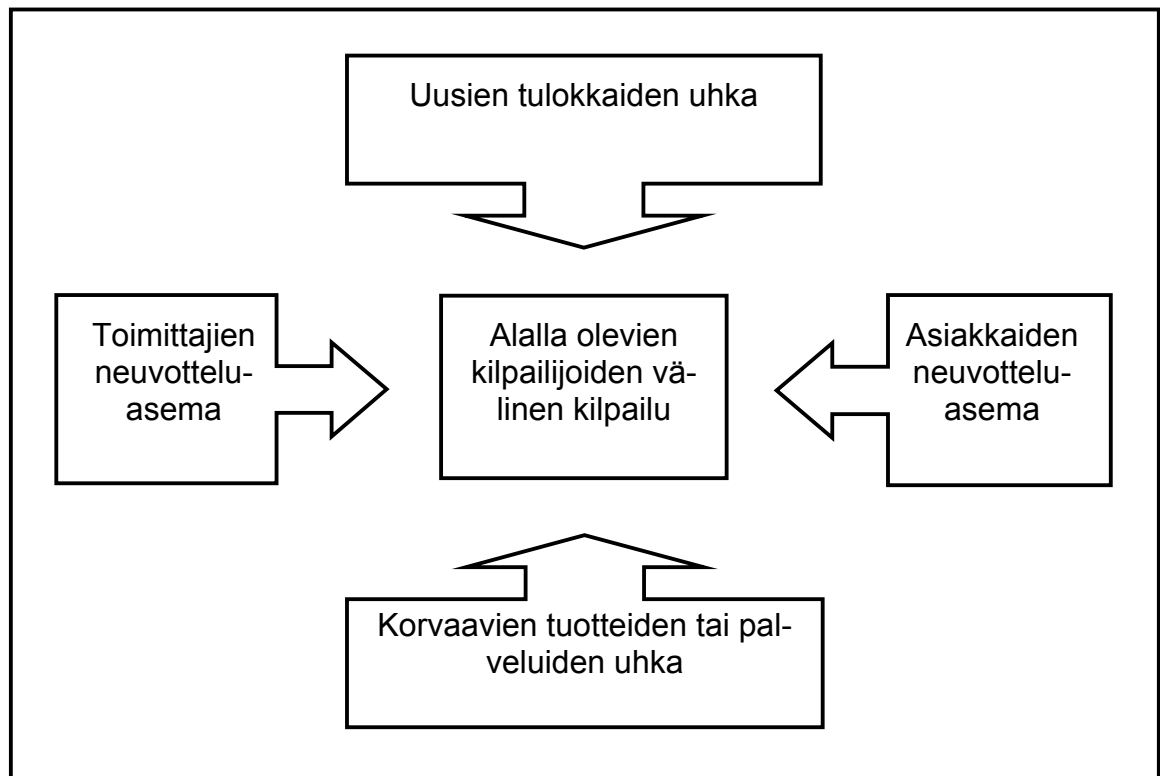 Uusien tulokkaiden uhka
Toimittajien
neuvottelu-
asema
Alalla olevien
kilpailijoiden vä-
linen kilpailu
Asiakkaiden
neuvottelu-
asema
Korvaavien tuotteiden tai pal-
veluiden uhka